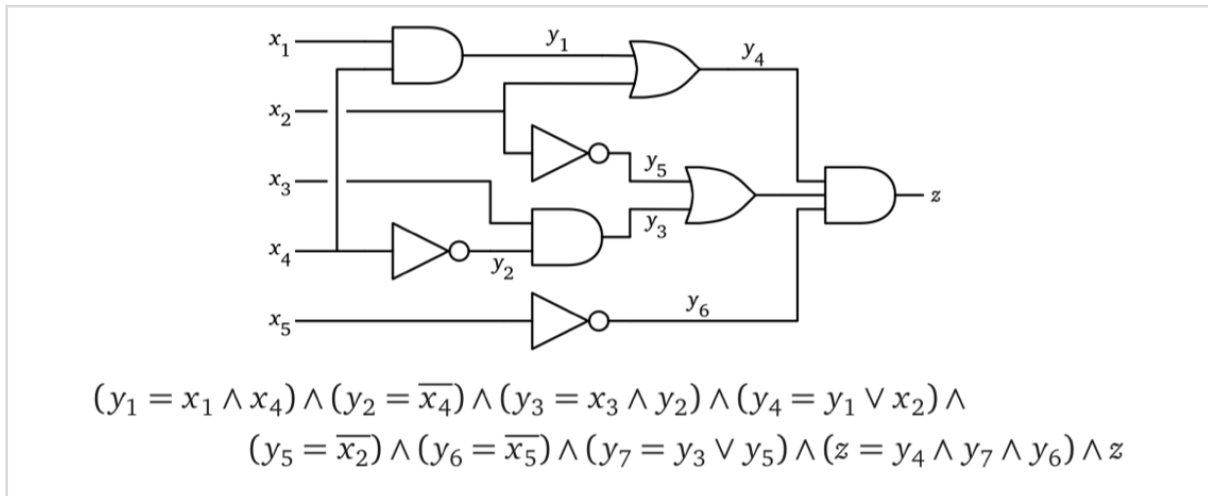 x₁
y₁
y₄
x₂
x₃
y₅
z
y₃
x₄
y₂
y₆
x₅
(y₁ = x₁ ∧ x₄) ∧ (y₂ = x̅₄̅) ∧ (y₃ = x₃ ∧ y₂) ∧ (y₄ = y₁ ∨ x₂) ∧
(y₅ = x̅₂̅) ∧ (y₆ = x̅₅̅) ∧ (y₇ = y₃ ∨ y₅) ∧ (z = y₄ ∧ y₇ ∧ y₆) ∧ z